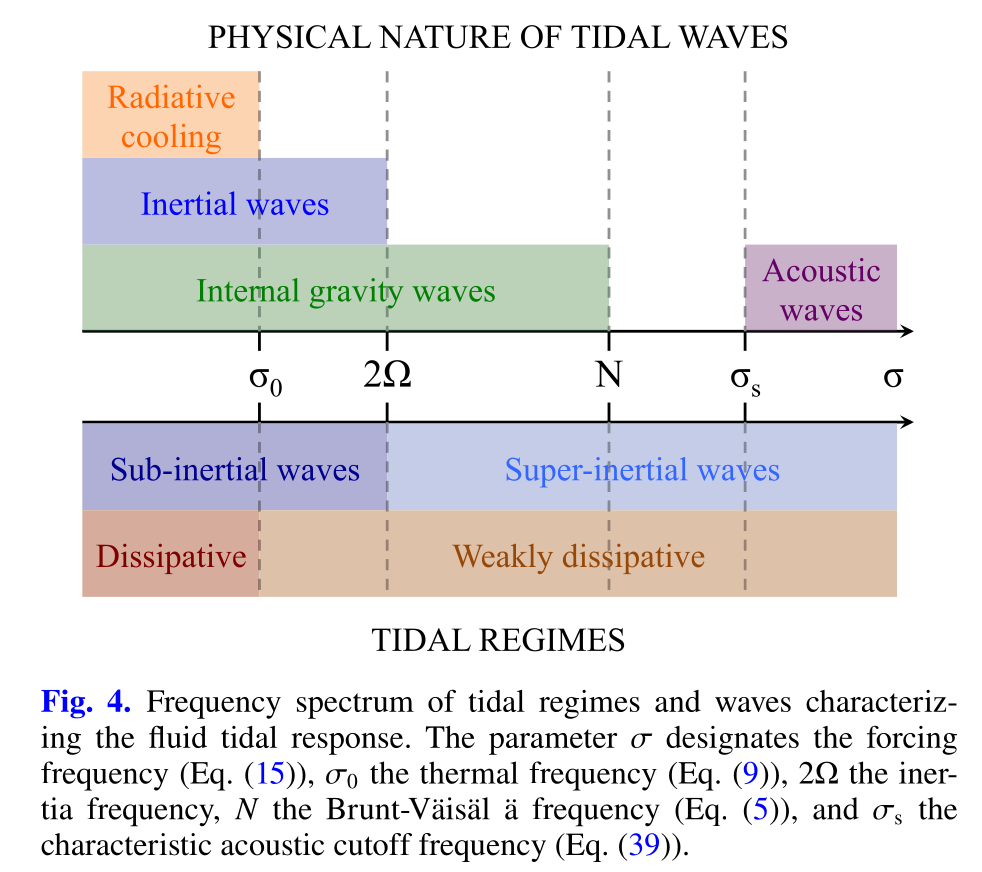 PHYSICAL NATURE OF TIDAL WAVES
Radiative
cooling
Inertial waves
Internal gravity waves
Acoustic
waves
σ₀ 2Ω N σₛ σ
Sub-inertial waves Super-inertial waves
Dissipative Weakly dissipative
TIDAL REGIMES
Fig. 4. Frequency spectrum of tidal regimes and waves characteriz-
ing the fluid tidal response. The parameter σ designates the forcing
frequency (Eq. (15)), σ₀ the thermal frequency (Eq. (9)), 2Ω the iner-
tia frequency, N the Brunt-Väisäl ä frequency (Eq. (5)), and σₛ the
characteristic acoustic cutoff frequency (Eq. (39)).